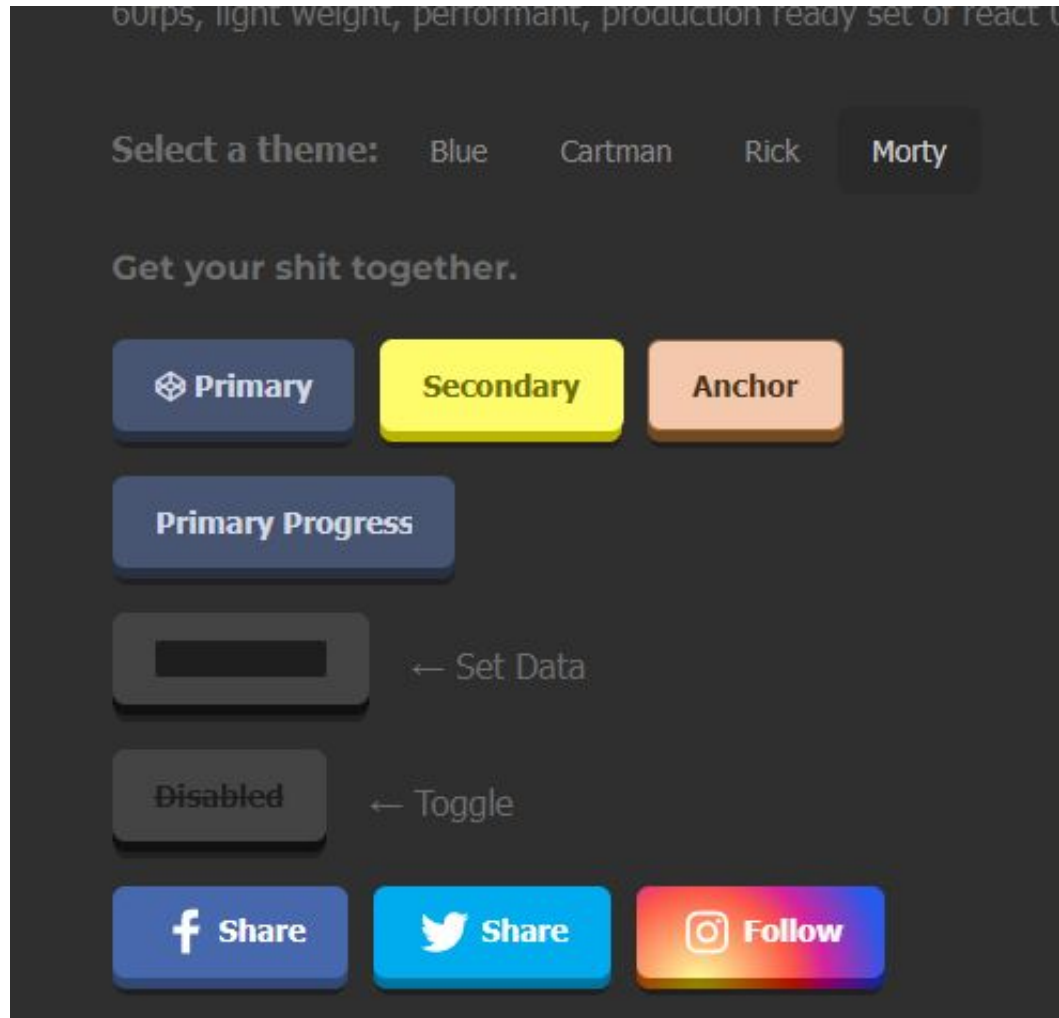 60fps, light weight, performant, production ready set of react
Select a theme: Blue Cartman Rick Morty
Get your shit together.
Primary Secondary Anchor
Primary Progress
← Set Data
Disabled ← Toggle
Share Share Follow